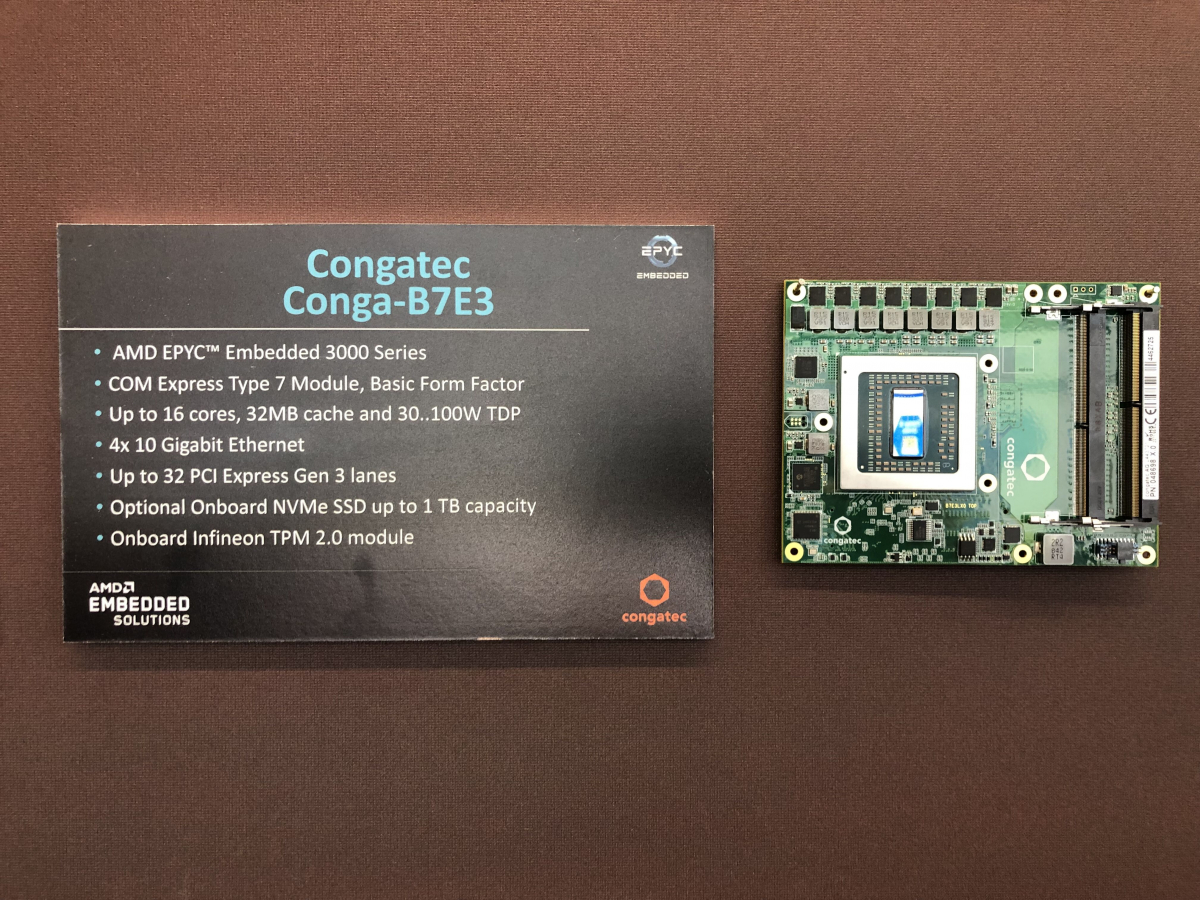 Congatec
Conga-B7E3
EPYC
EMBEDDED
• AMD EPYC™ Embedded 3000 Series
• COM Express Type 7 Module, Basic Form Factor
• Up to 16 cores, 32MB cache and 30..100W TDP
• 4x 10 Gigabit Ethernet
• Up to 32 PCI Express Gen 3 lanes
• Optional Onboard NVMe SSD up to 1 TB capacity
• Onboard Infineon TPM 2.0 module
AMD
EMBEDDED
SOLUTIONS
congatec
congatec
congatec
4462725